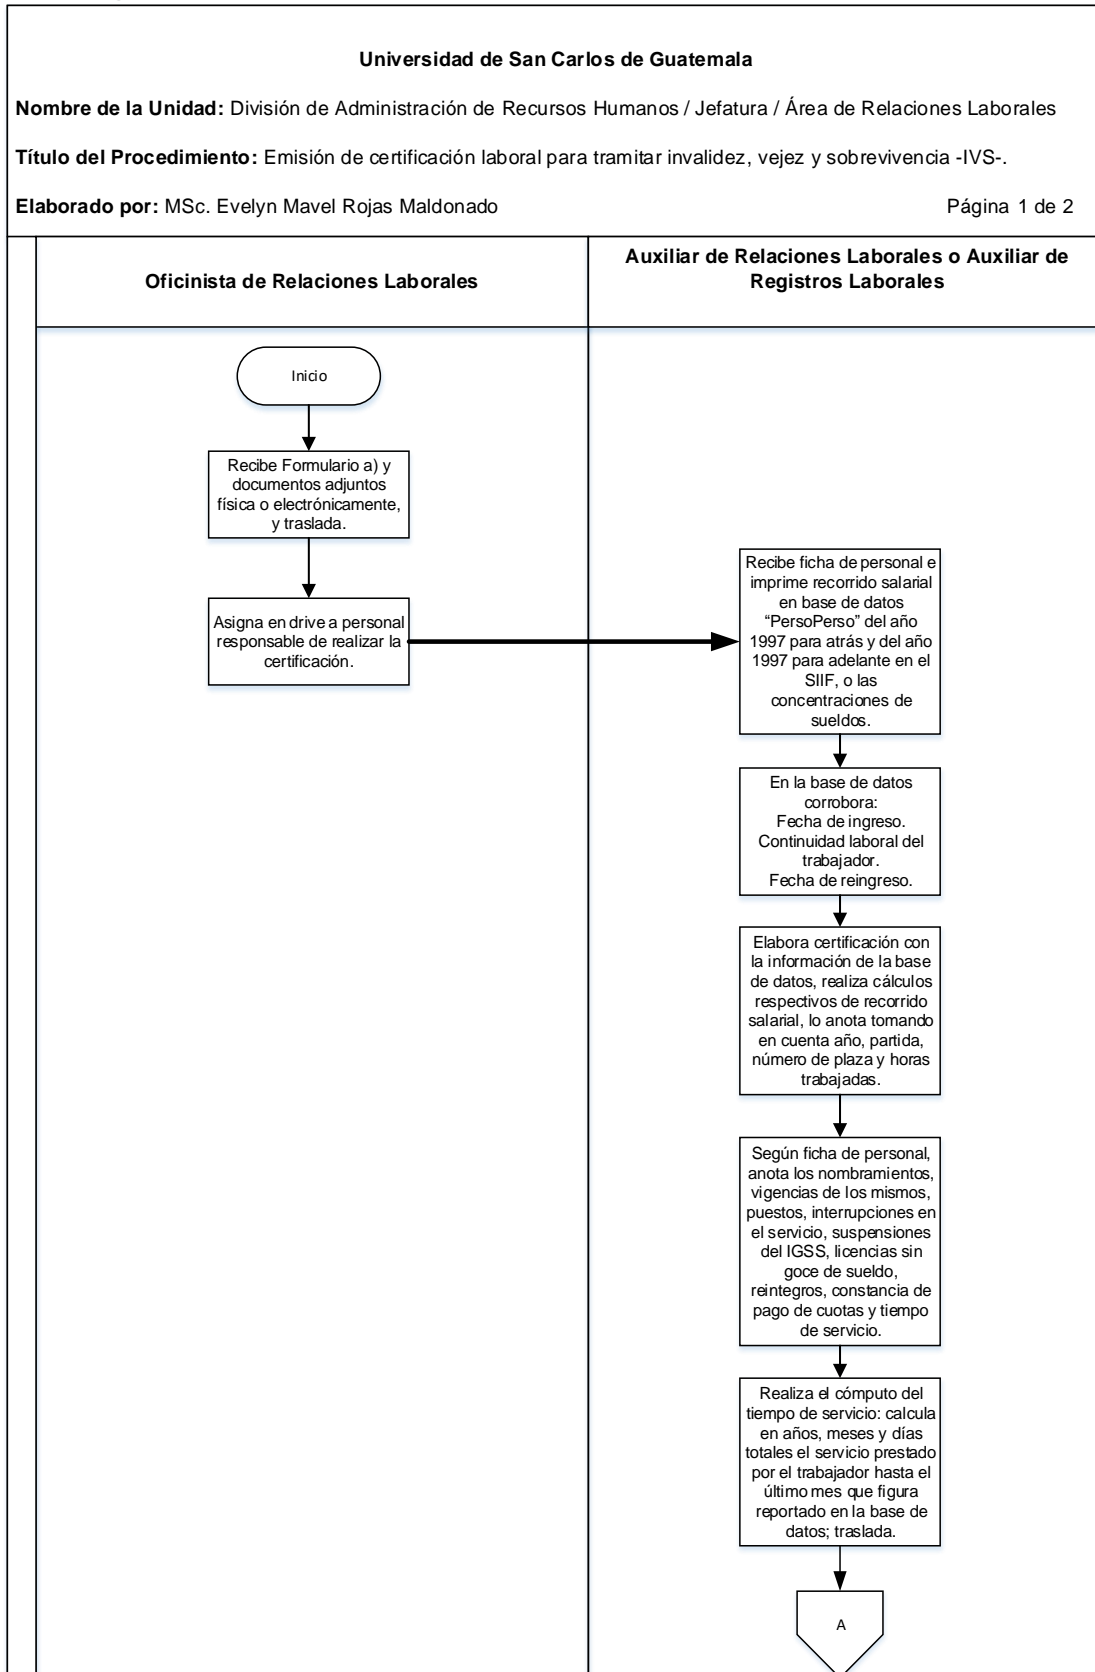 Universidad de San Carlos de Guatemala
Nombre de la Unidad: División de Administración de Recursos Humanos / Jefatura / Área de Relaciones Laborales
Título del Procedimiento: Emisión de certificación laboral para tramitar invalidez, vejez y sobrevivencia -IVS-.
Elaborado por: MSc. Evelyn Mavel Rojas Maldonado Página 1 de 2
Oficinista de Relaciones Laborales
Auxiliar de Relaciones Laborales o Auxiliar de
Registros Laborales
Inicio
Recibe Formulario a) y
documentos adjuntos
física o electrónicamente,
y traslada.
Asigna en drive a personal
responsable de realizar la
certificación.
Recibe ficha de personal e
imprime recorrido salarial
en base de datos
“PersoPerso” del año
1997 para atrás y del año
1997 para adelante en el
SIIF, o las
concentraciones de
sueldos.
En la base de datos
corrobora:
Fecha de ingreso.
Continuidad laboral del
trabajador.
Fecha de reingreso.
Elabora certificación con
la información de la base
de datos, realiza cálculos
respectivos de recorrido
salarial, lo anota tomando
en cuenta año, partida,
número de plaza y horas
trabajadas.
Según ficha de personal,
anota los nombramientos,
vigencias de los mismos,
puestos, interrupciones en
el servicio, suspensiones
del IGSS, licencias sin
goce de sueldo,
reintegros, constancia de
pago de cuotas y tiempo
de servicio.
Realiza el cómputo del
tiempo de servicio: calcula
en años, meses y días
totales el servicio prestado
por el trabajador hasta el
último mes que figura
reportado en la base de
datos; traslada.
A